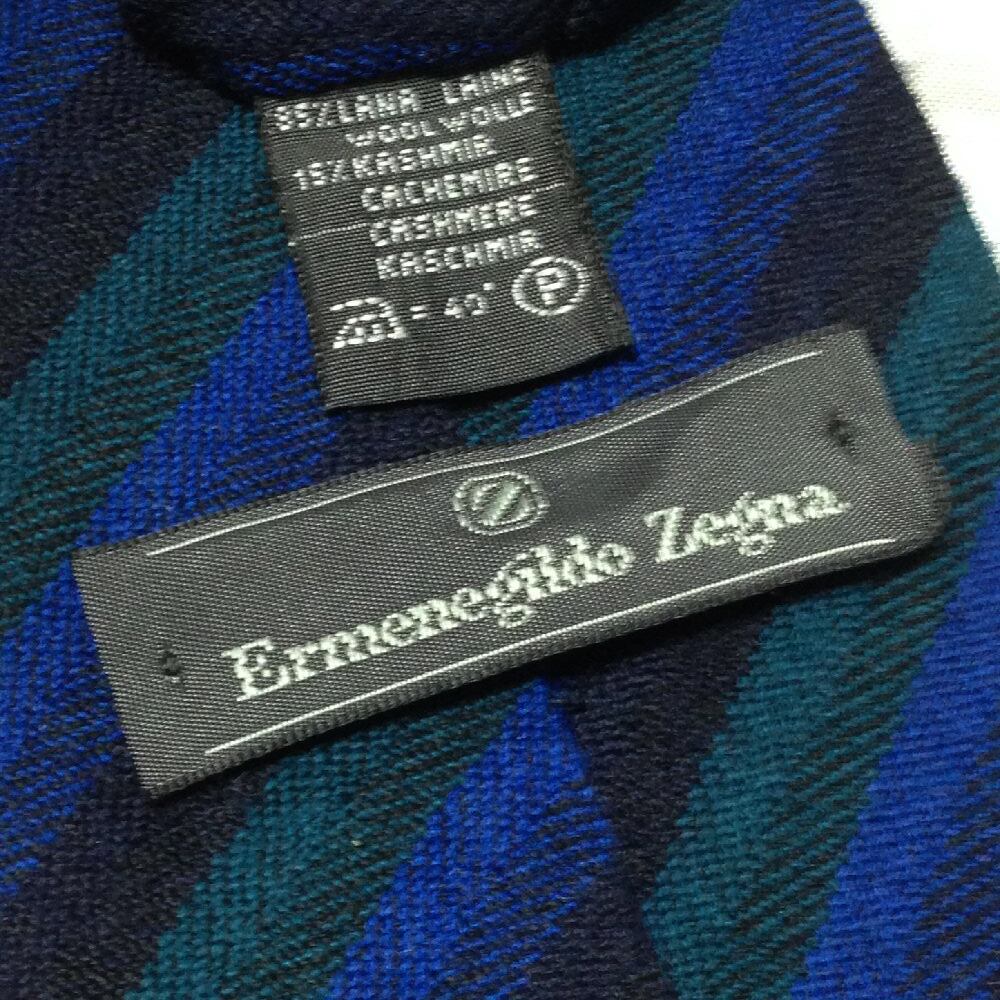 85% LANA LAINE
WOOL WOLLE
15% KASHMIR
CACHEMIRE
CASHMERE
KASCHMIR
= 40° P
Z
Ermenegildo Zegna